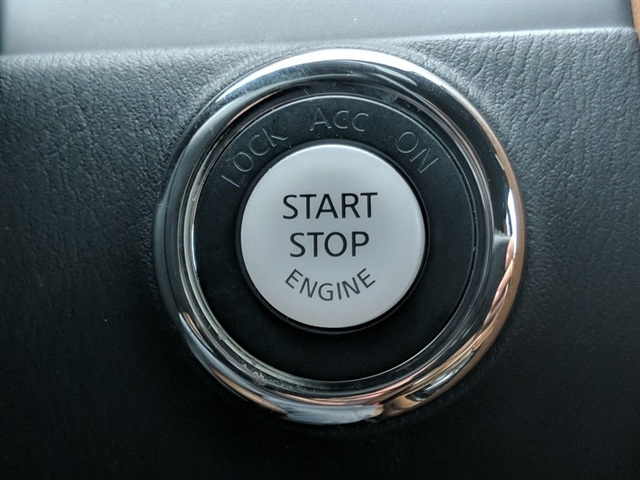 LOCK ACC ON
START
STOP
ENGINE